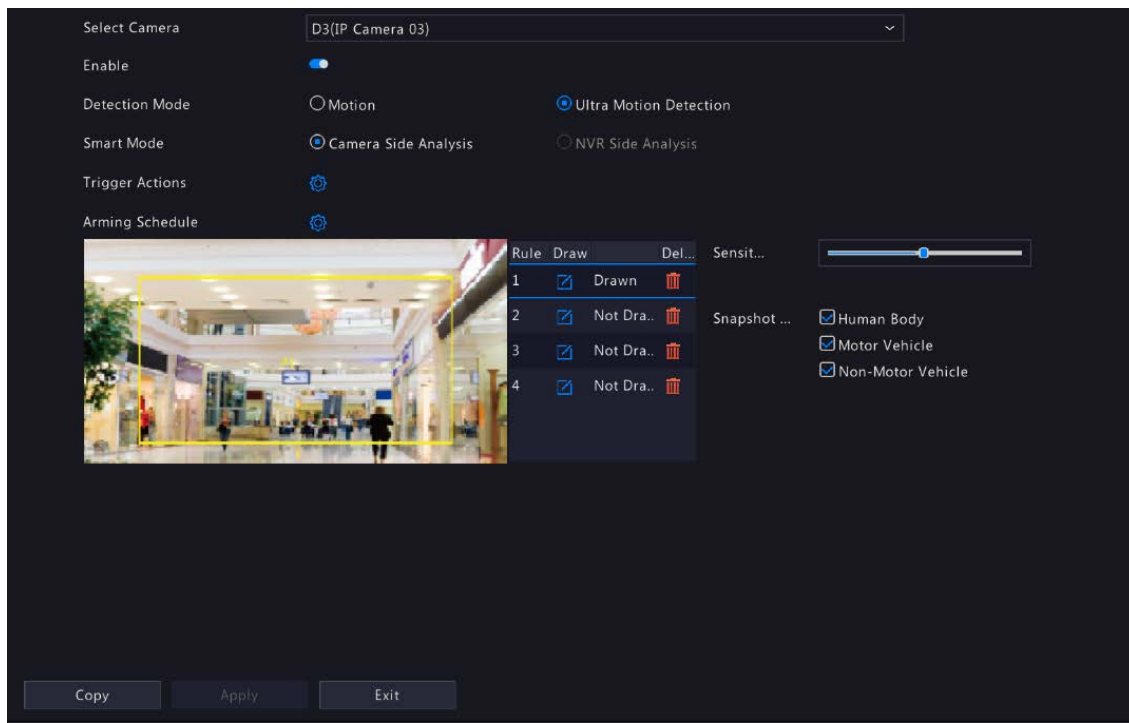 Select Camera D3(IP Camera 03)
Enable
Detection Mode Motion Ultra Motion Detection
Smart Mode Camera Side Analysis NVR Side Analysis
Trigger Actions
Arming Schedule
Rule Draw Del... Sensit...
1 Drawn
2 Not Dra.. Snapshot ... Human Body
3 Not Dra.. Motor Vehicle
Non-Motor Vehicle
4 Not Dra..
Copy Apply Exit